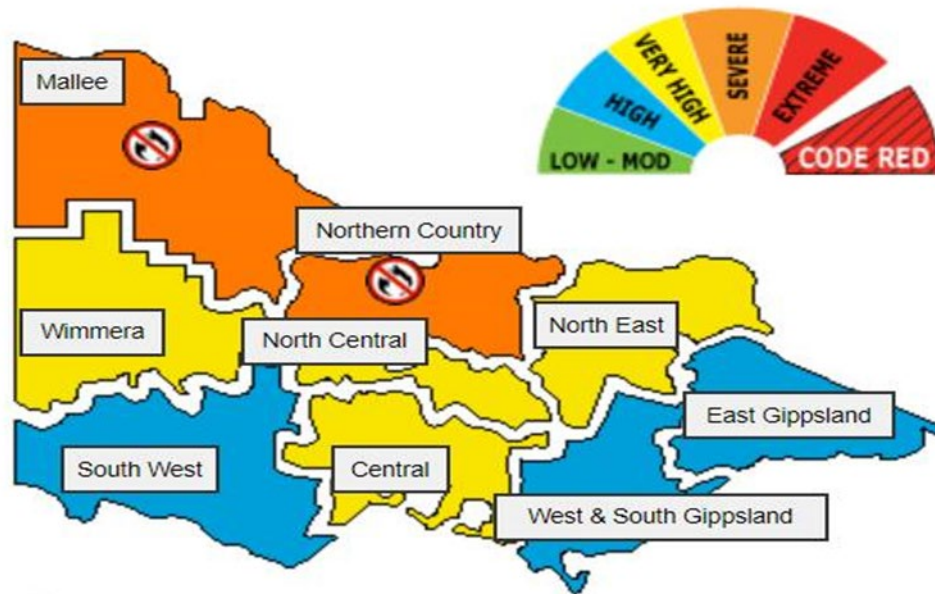 Mallee
LOW - MOD
HIGH
VERY HIGH
SEVERE
EXTREME
CODE RED
Northern Country
Wimmera
North Central
North East
East Gippsland
South West
Central
West & South Gippsland